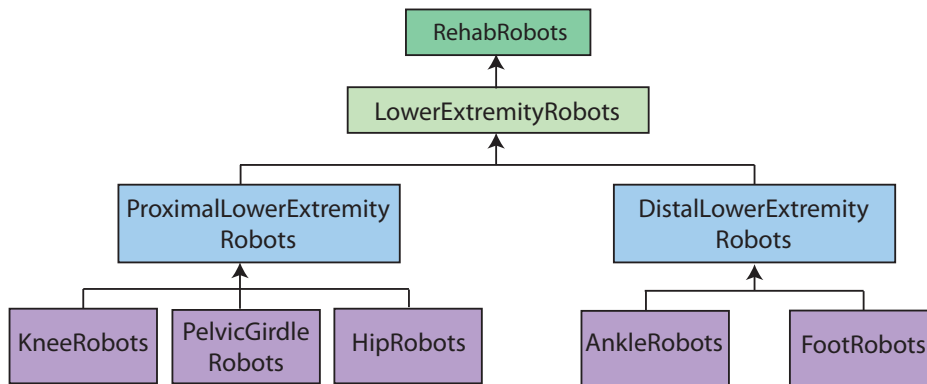 RehabRobots
LowerExtremityRobots
ProximalLowerExtremity
Robots
DistalLowerExtremity
Robots
KneeRobots
PelvicGirdle
Robots
HipRobots
AnkleRobots
FootRobots